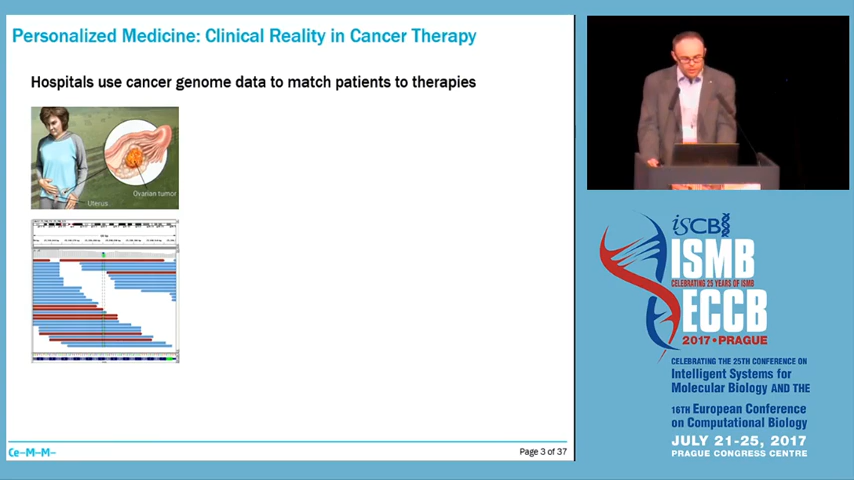 Personalized Medicine: Clinical Reality in Cancer Therapy
Hospitals use cancer genome data to match patients to therapies
Ovarian tumor
Uterus
Ce-M-M-
Page 3 of 37
iSCB
ISMB
CELEBRATING 25 YEARS OF ISMB
ECCB
2017 • PRAGUE
CELEBRATING THE 25TH CONFERENCE ON
Intelligent Systems for
Molecular Biology AND THE
16TH European Conference
on Computational Biology
JULY 21-25, 2017
PRAGUE CONGRESS CENTRE